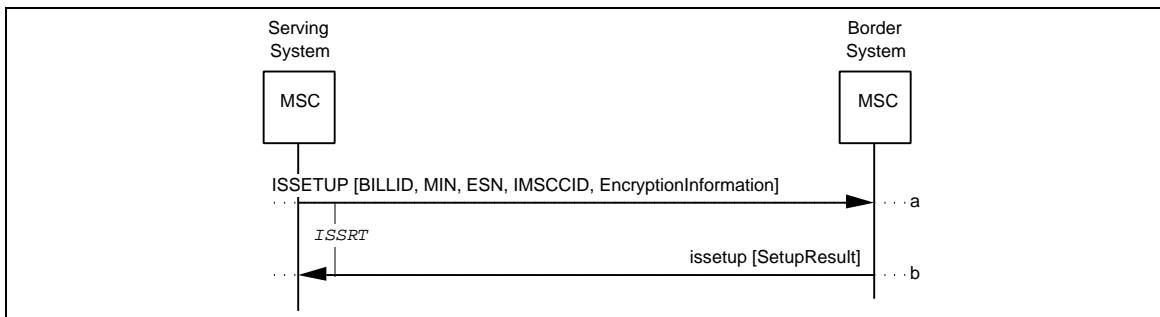 Serving
System
Border
System
MSC
MSC
ISSETUP [BILLID, MIN, ESN, IMSCCID, EncryptionInformation]
a
ISSRT
issetup [SetupResult]
b